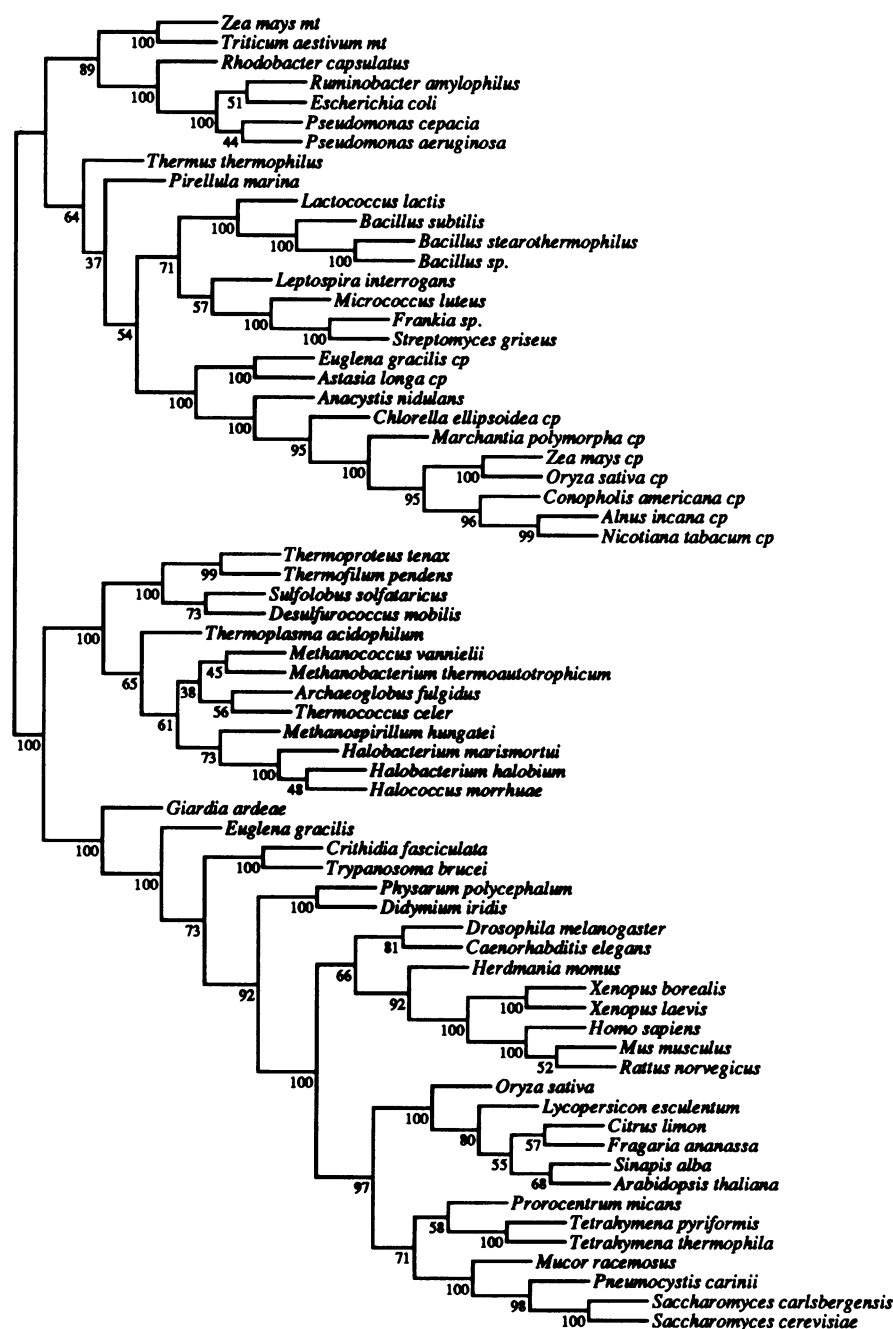 Zea mays mt
100
Triticum aestivum mt
89
Rhodobacter capsulatus
100
Ruminobacter amylophilus
51
Escherichia coli
100
Pseudomonas cepacia
44
Pseudomonas aeruginosa
Thermus thermophilus
64
Pirellula marina
37
Lactococcus lactis
100
Bacillus subtilis
100
Bacillus stearothermophilus
100
Bacillus sp.
71
Leptospira interrogans
57
Micrococcus luteus
100
Frankia sp.
100
Streptomyces griseus
54
Euglena gracilis cp
100
Astasia longa cp
100
Anacystis nidulans
100
Chlorella ellipsoidea cp
95
Marchantia polymorpha cp
100
Zea mays cp
100
Oryza sativa cp
95
Conopholis americana cp
96
Alnus incana cp
99
Nicotiana tabacum cp
Thermoproteus tenax
99
Thermofilum pendens
100
Sulfolobus solfataricus
73
Desulfurococcus mobilis
100
Thermoplasma acidophilum
65
Methanococcus vannielii
45
Methanobacterium thermoautotrophicum
38
Archaeoglobus fulgidus
56
Thermococcus celer
61
Methanospirillum hungatei
73
Halobacterium marismortui
100
Halobacterium halobium
48
Halococcus morrhuae
100
Giardia ardeae
100
Euglena gracilis
100
Crithidia fasciculata
100
Trypanosoma brucei
73
Physarum polycephalum
100
Didymium iridis
92
Drosophila melanogaster
81
Caenorhabditis elegans
66
Herdmania momus
92
Xenopus borealis
100
Xenopus laevis
100
Homo sapiens
100
Mus musculus
52
Rattus norvegicus
100
Oryza sativa
100
Lycopersicon esculentum
80
Citrus limon
57
Fragaria ananassa
55
Sinapis alba
68
Arabidopsis thaliana
97
Prorocentrum micans
58
Tetrahymena pyriformis
100
Tetrahymena thermophila
71
Mucor racemosus
100
Pneumocystis carinii
98
Saccharomyces carlsbergensis
100
Saccharomyces cerevisiae